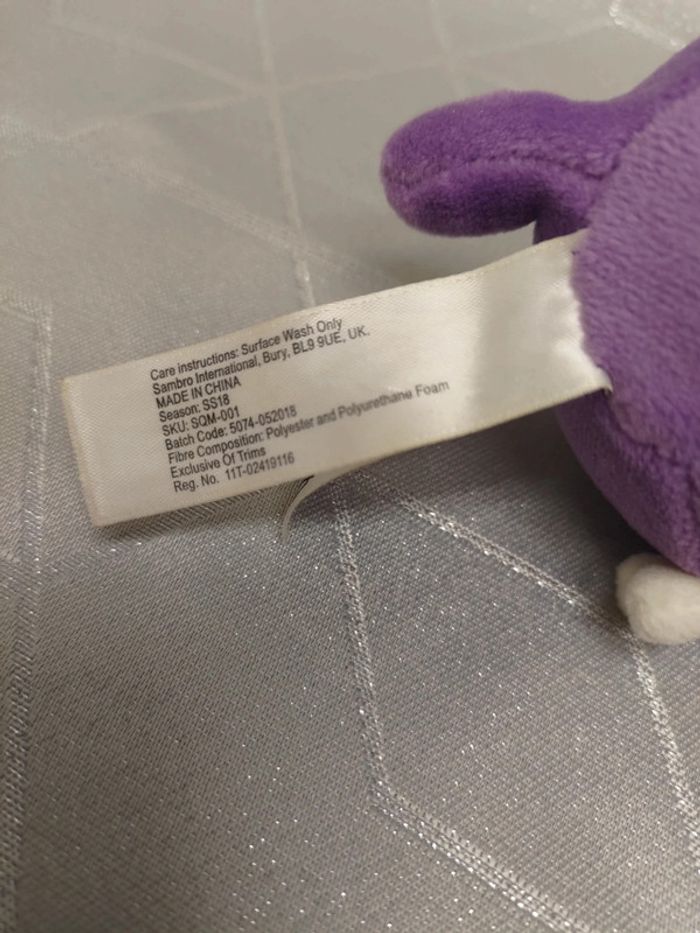 Care instructions: Surface Wash Only
Sambro International, Bury, BL9 9UE, UK.
MADE IN CHINA
Season: SS18
SKU: SQM-001
Batch Code: 5074-052018
Fibre Composition: Polyester and Polyurethane Foam
Exclusive Of Trims
Reg. No. 11T-02419116